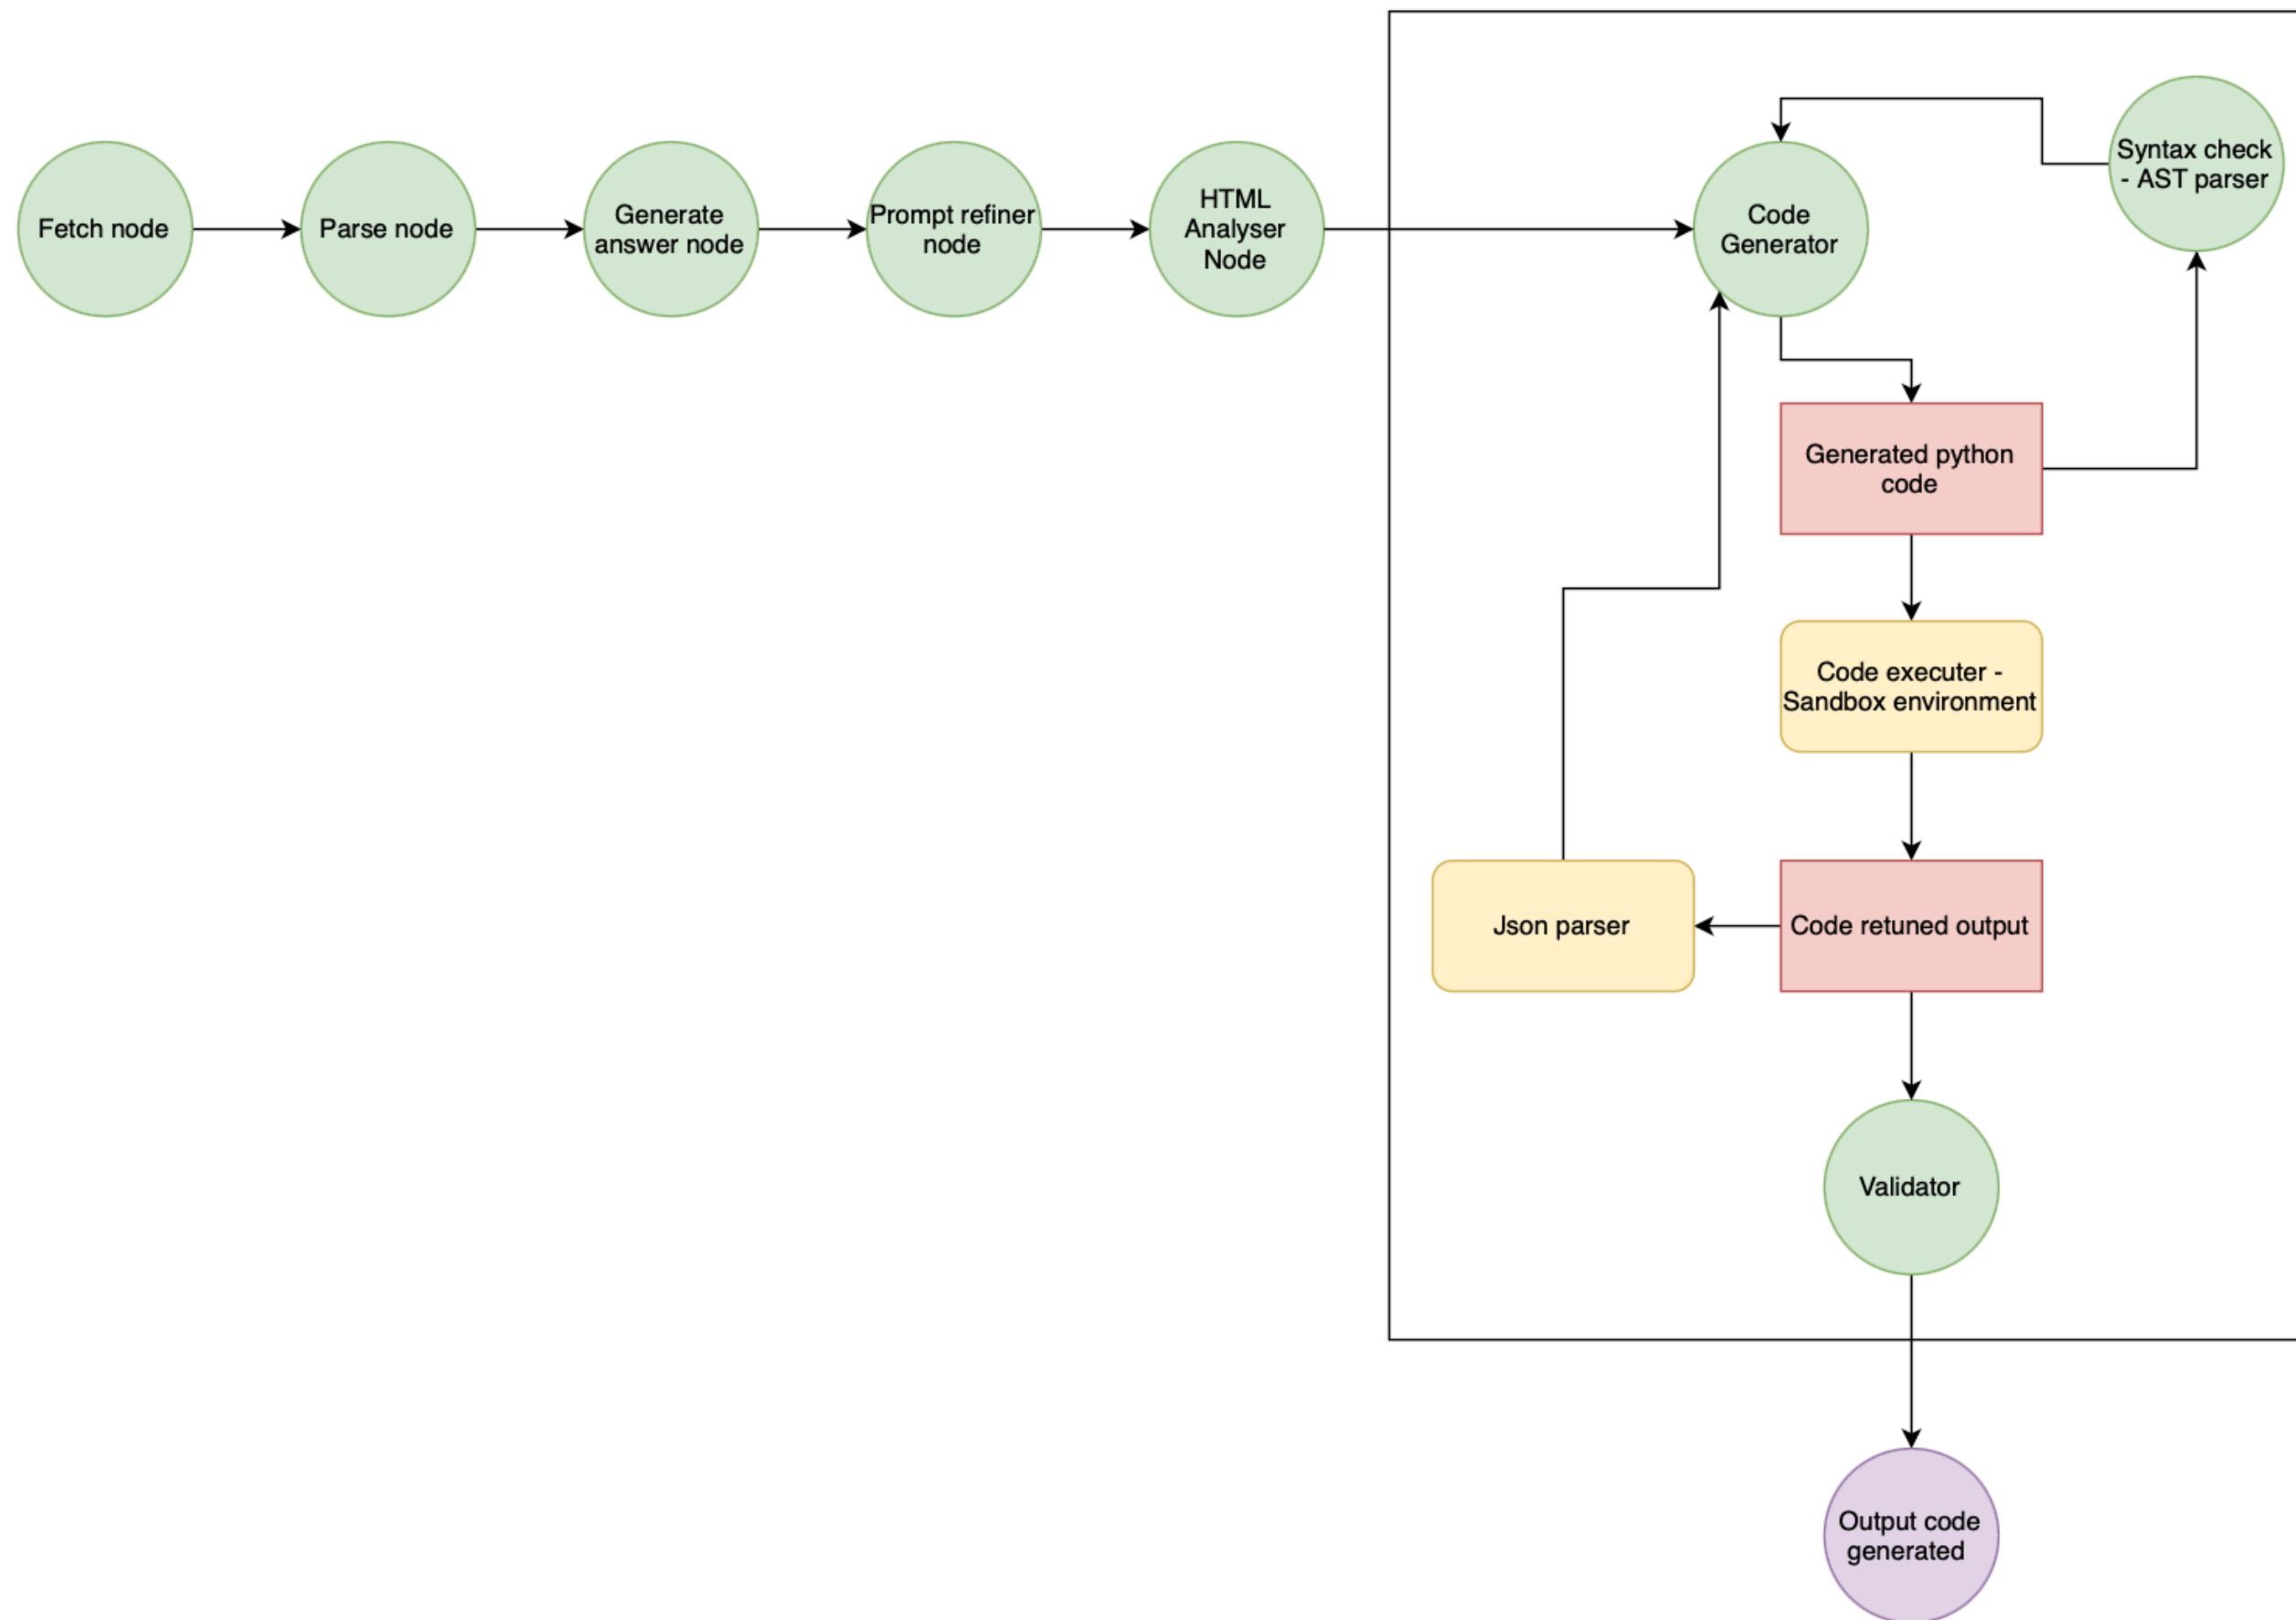 Fetch node
Parse node
Generate
answer node
Prompt refiner
node
HTML
Analyser
Node
Code
Generator
Syntax check
- AST parser
Generated python
code
Code executer -
Sandbox environment
Json parser
Code retuned output
Validator
Output code
generated